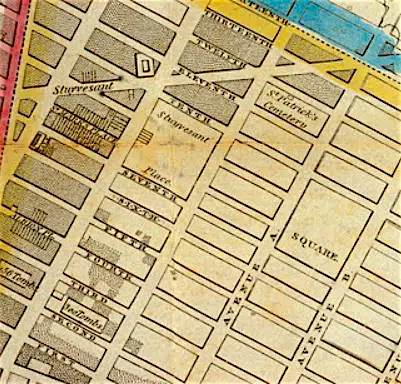 THIRTEENTH
TWELFTH
ELEVENTH
Stuyvesant
St. Patrick's
Cemetery
TENTH
Stuyvesant
Place
SEVENTH
SIXTH
FIFTH
FOURTH
THIRD
SECOND
FIRST
SQUARE
AVENUE A.
AVENUE B